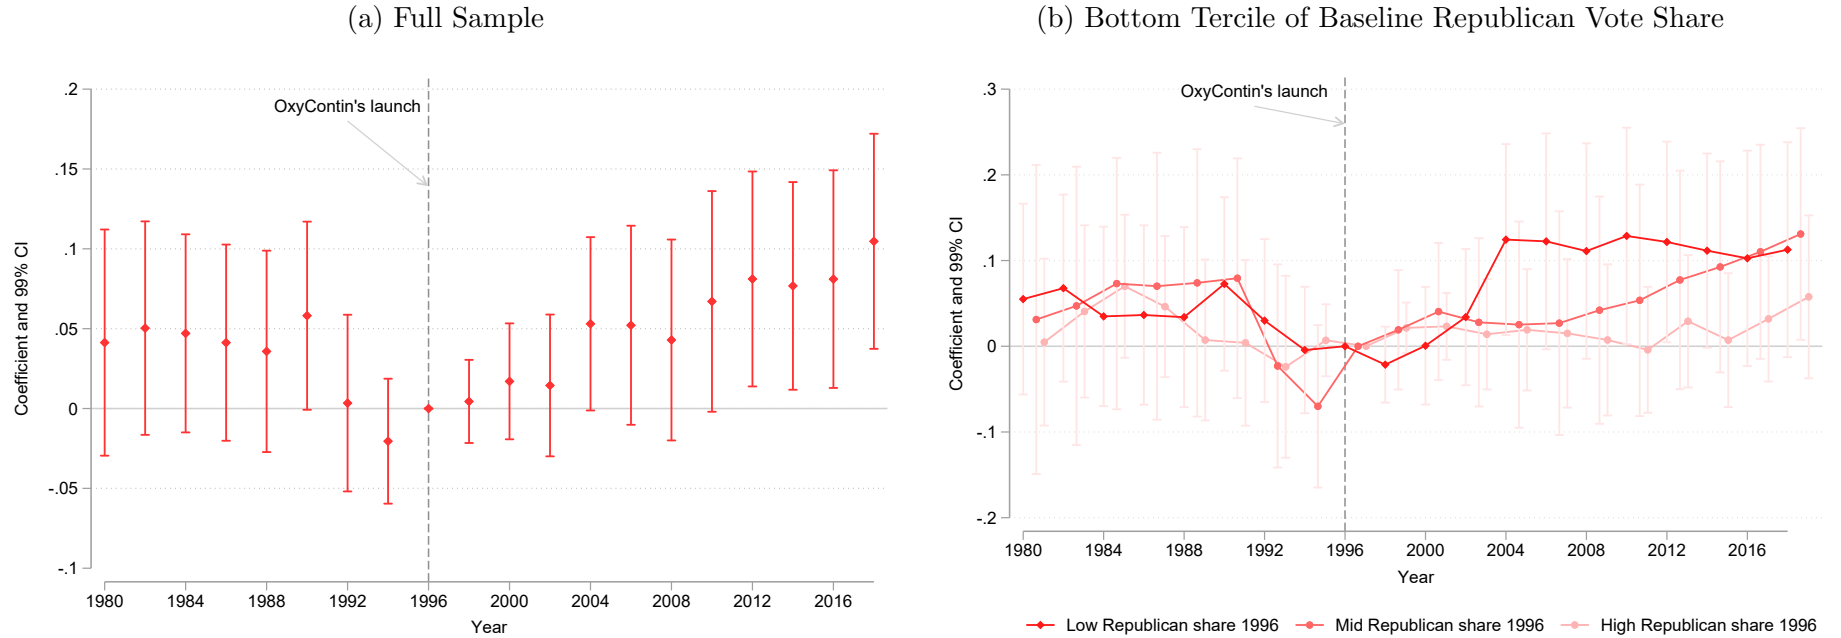 (a) Full Sample
OxyContin's launch
Coefficient and 99% CI
.2
.15
.1
.05
0
-.05
-.1
1980 1984 1988 1992 1996 2000 2004 2008 2012 2016
Year
(b) Bottom Tercile of Baseline Republican Vote Share
OxyContin's launch
Coefficient and 99% CI
.3
.2
.1
0
-.1
-.2
1980 1984 1988 1992 1996 2000 2004 2008 2012 2016
Year
Low Republican share 1996 Mid Republican share 1996 High Republican share 1996